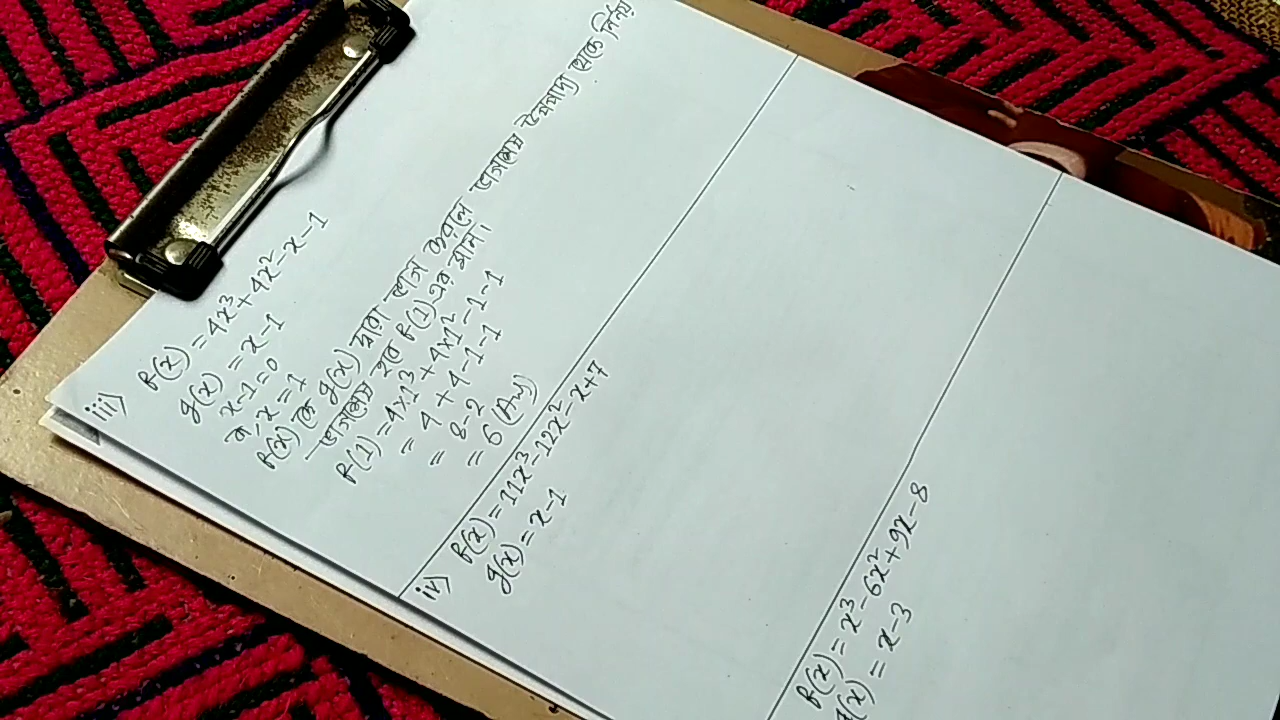 iii) P(x) = 4x³ + 4x² - x - 1
g(x) = x - 1
x - 1 = 0
বা, x = 1
P(x) কে g(x) দ্বারা ভাগ করলে ভাগশেষ উপপাদ্য থেকে নির্নেয়
ভাগশেষ হবে P(1) এর মান।
P(1) = 4×1³ + 4×1² - 1 - 1
= 4 + 4 - 1 - 1
= 8 - 2
= 6 (Ans)
iv) P(x) = 11x³ - 12x² - x + 7
g(x) = x - 1
P(x) = x³ - 6x² + 9x - 8
g(x) = x - 3